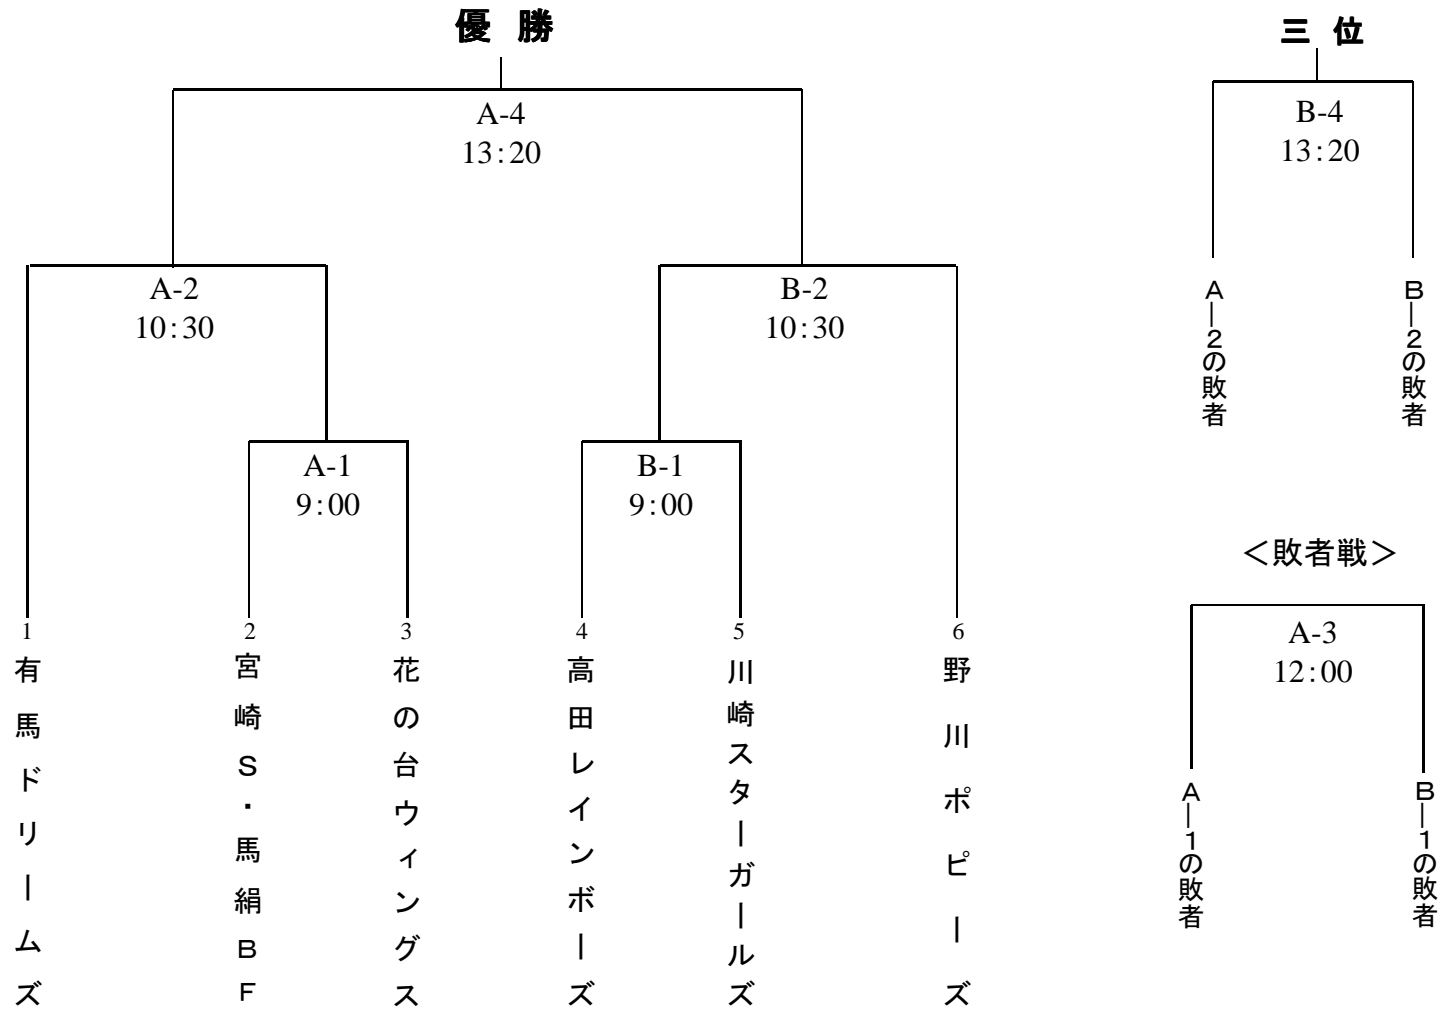 優 勝
A-4
13:20
A-2
10:30
B-2
10:30
A-1
9:00
B-1
9:00
1
有馬ドリームズ
2
宮崎S・馬絹BF
3
花の台ウィングス
4
高田レインボーズ
5
川崎スターガールズ
6
野川ポピーズ
三 位
B-4
13:20
A―2の敗者
B―2の敗者
＜敗者戦＞
A-3
12:00
A―1の敗者
B―1の敗者